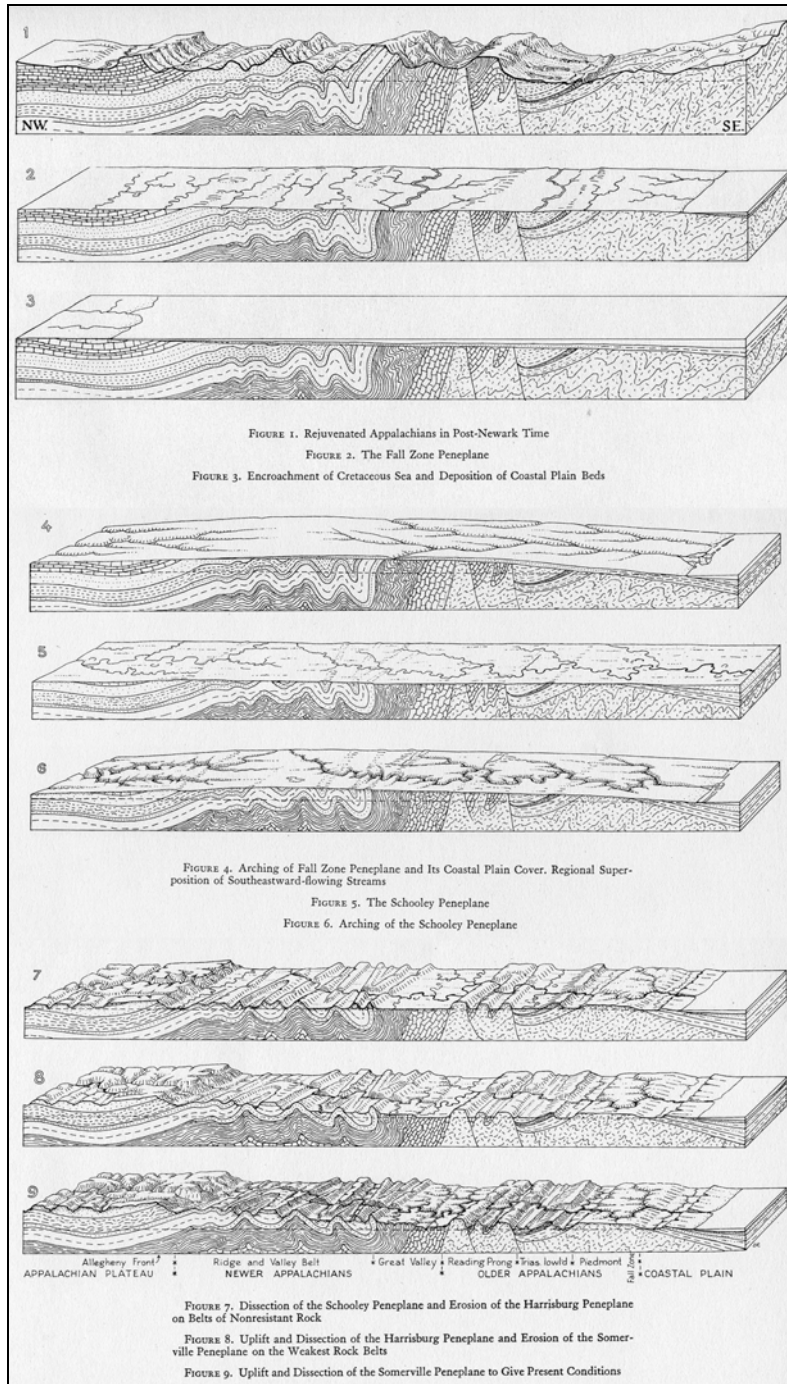 1
NW.
SE.
2
3
FIGURE 1. Rejuvenated Appalachians in Post-Newark Time
FIGURE 2. The Fall Zone Peneplane
FIGURE 3. Encroachment of Cretaceous Sea and Deposition of Coastal Plain Beds
4
5
6
FIGURE 4. Arching of Fall Zone Peneplane and Its Coastal Plain Cover. Regional Super-
position of Southeastward-flowing Streams
FIGURE 5. The Schooley Peneplane
FIGURE 6. Arching of the Schooley Peneplane
7
8
9
Allegheny Front Ridge and Valley Belt Great Valley Reading Prong Trias. lowl'd Piedmont Fall Zone
APPALACHIAN PLATEAU NEWER APPALACHIANS OLDER APPALACHIANS COASTAL PLAIN
FIGURE 7. Dissection of the Schooley Peneplane and Erosion of the Harrisburg Peneplane
on Belts of Nonresistant Rock
FIGURE 8. Uplift and Dissection of the Harrisburg Peneplane and Erosion of the Somer-
ville Peneplane on the Weakest Rock Belts
FIGURE 9. Uplift and Dissection of the Somerville Peneplane to Give Present Conditions